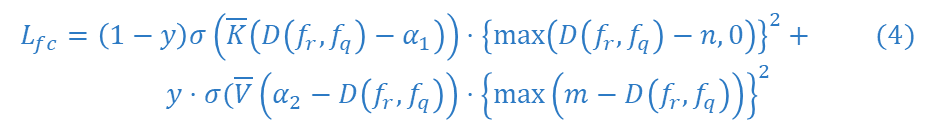 L_{fc} = (1 − y)σ (K̅(D(f_r, f_q) − α_1)) · {max(D(f_r, f_q) − n, 0)}^2 + (4)
y · σ(V̅ (α_2 − D(f_r, f_q)) · {max (m − D(f_r, f_q))}^2